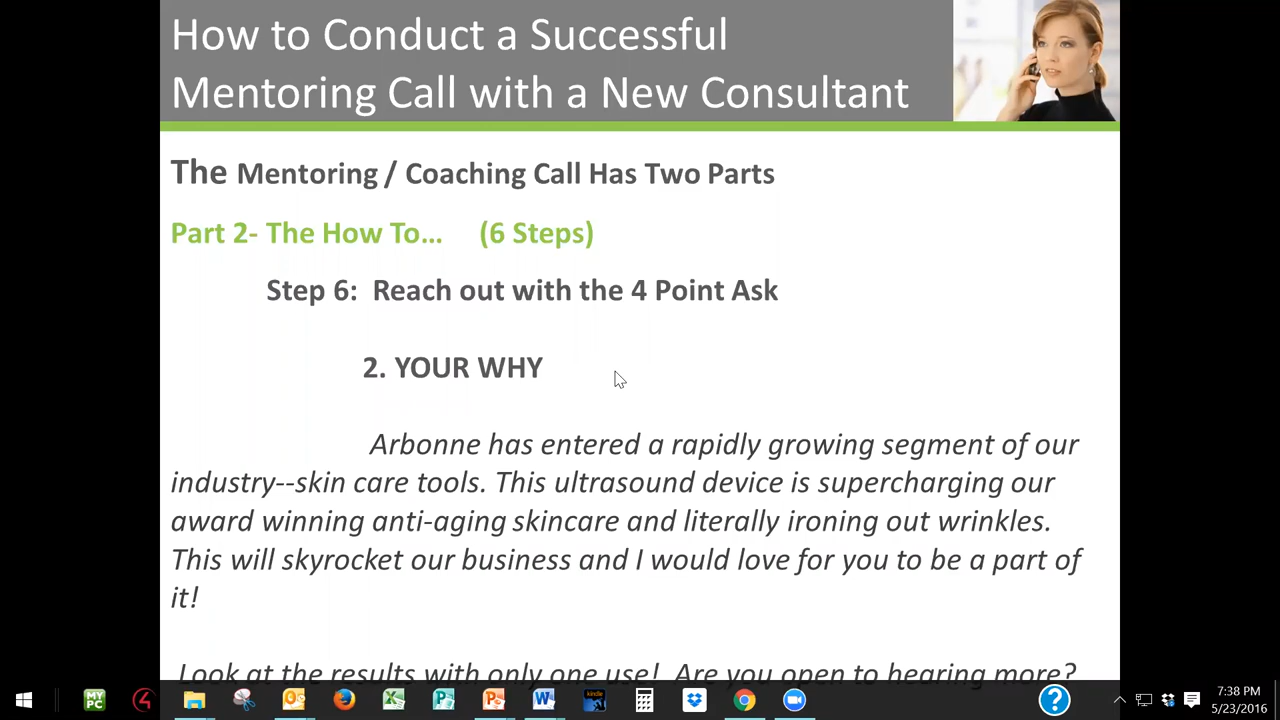 How to Conduct a Successful
Mentoring Call with a New Consultant
The Mentoring / Coaching Call Has Two Parts
Part 2- The How To... (6 Steps)
Step 6: Reach out with the 4 Point Ask
2. YOUR WHY
Arbonne has entered a rapidly growing segment of our
industry--skin care tools. This ultrasound device is supercharging our
award winning anti-aging skincare and literally ironing out wrinkles.
This will skyrocket our business and I would love for you to be a part of
it!
Look at the results with only one use! Are you open to hearing more?
MY
PC
kindle
7:38 PM
5/23/2016